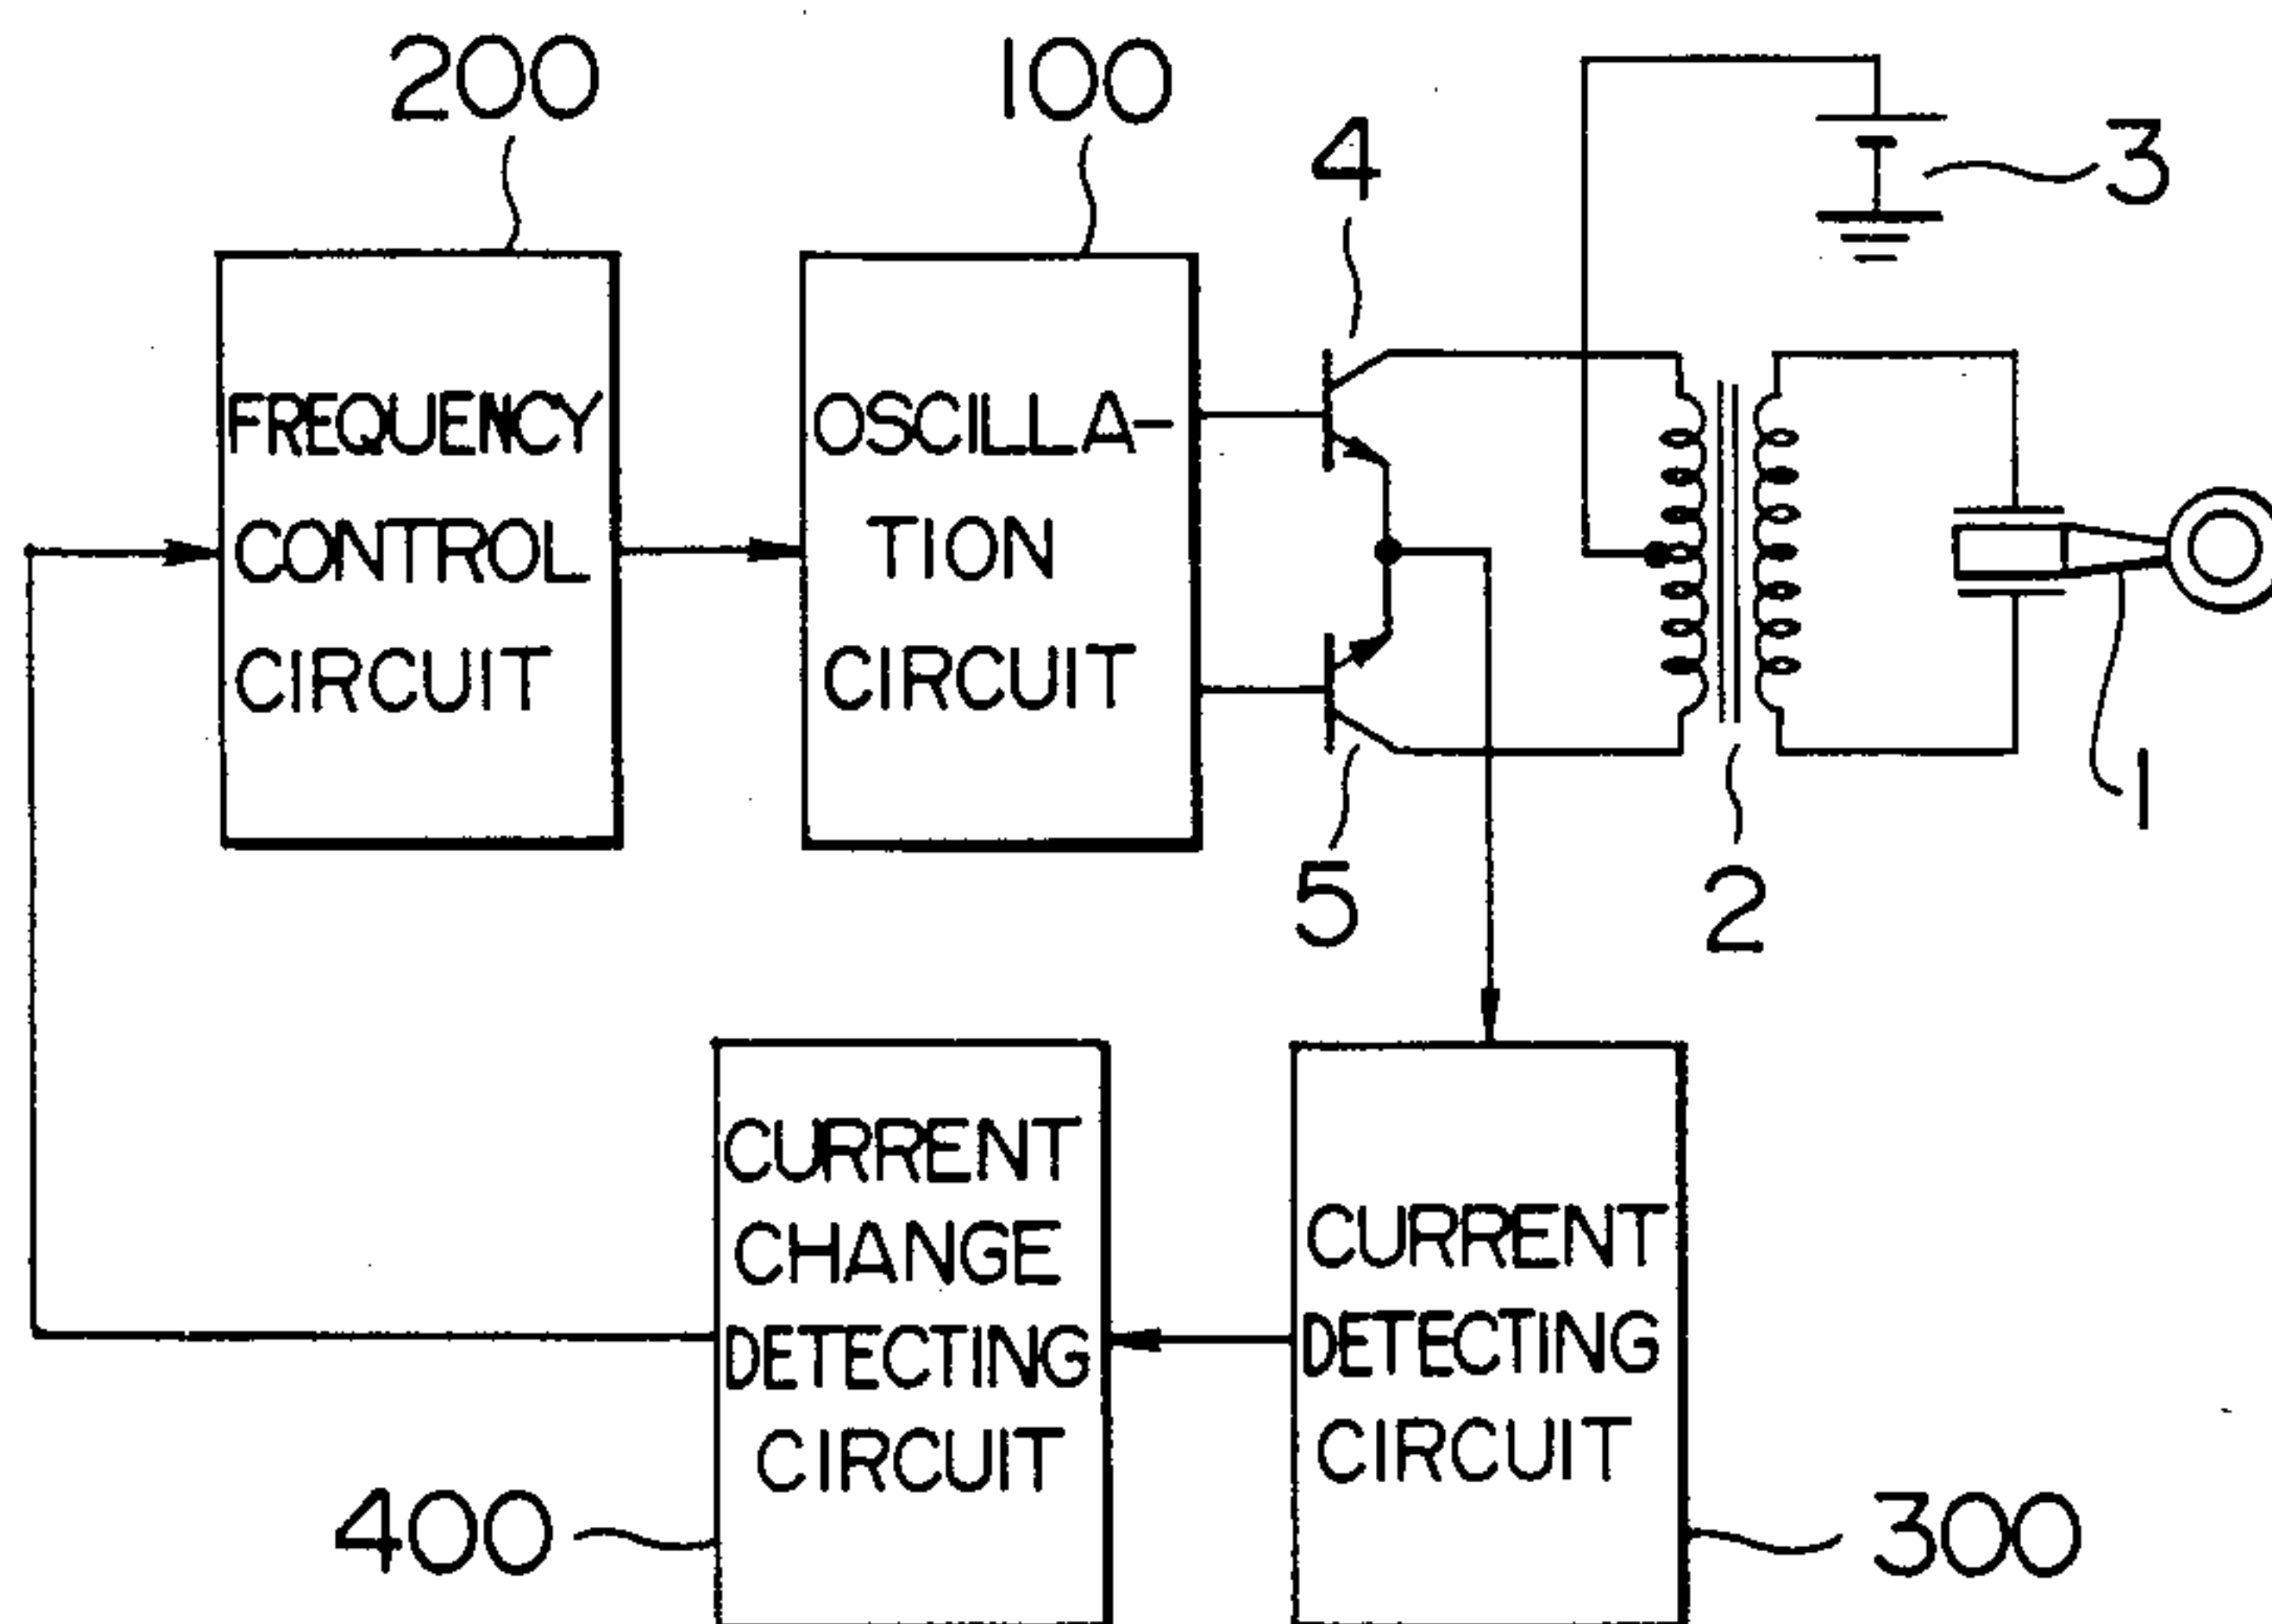 200
100
4
3
FREQUENCY
CONTROL
CIRCUIT
OSCILLA-
TION
CIRCUIT
5
2
1
CURRENT
CHANGE
DETECTING
CIRCUIT
CURRENT
DETECTING
CIRCUIT
400
300